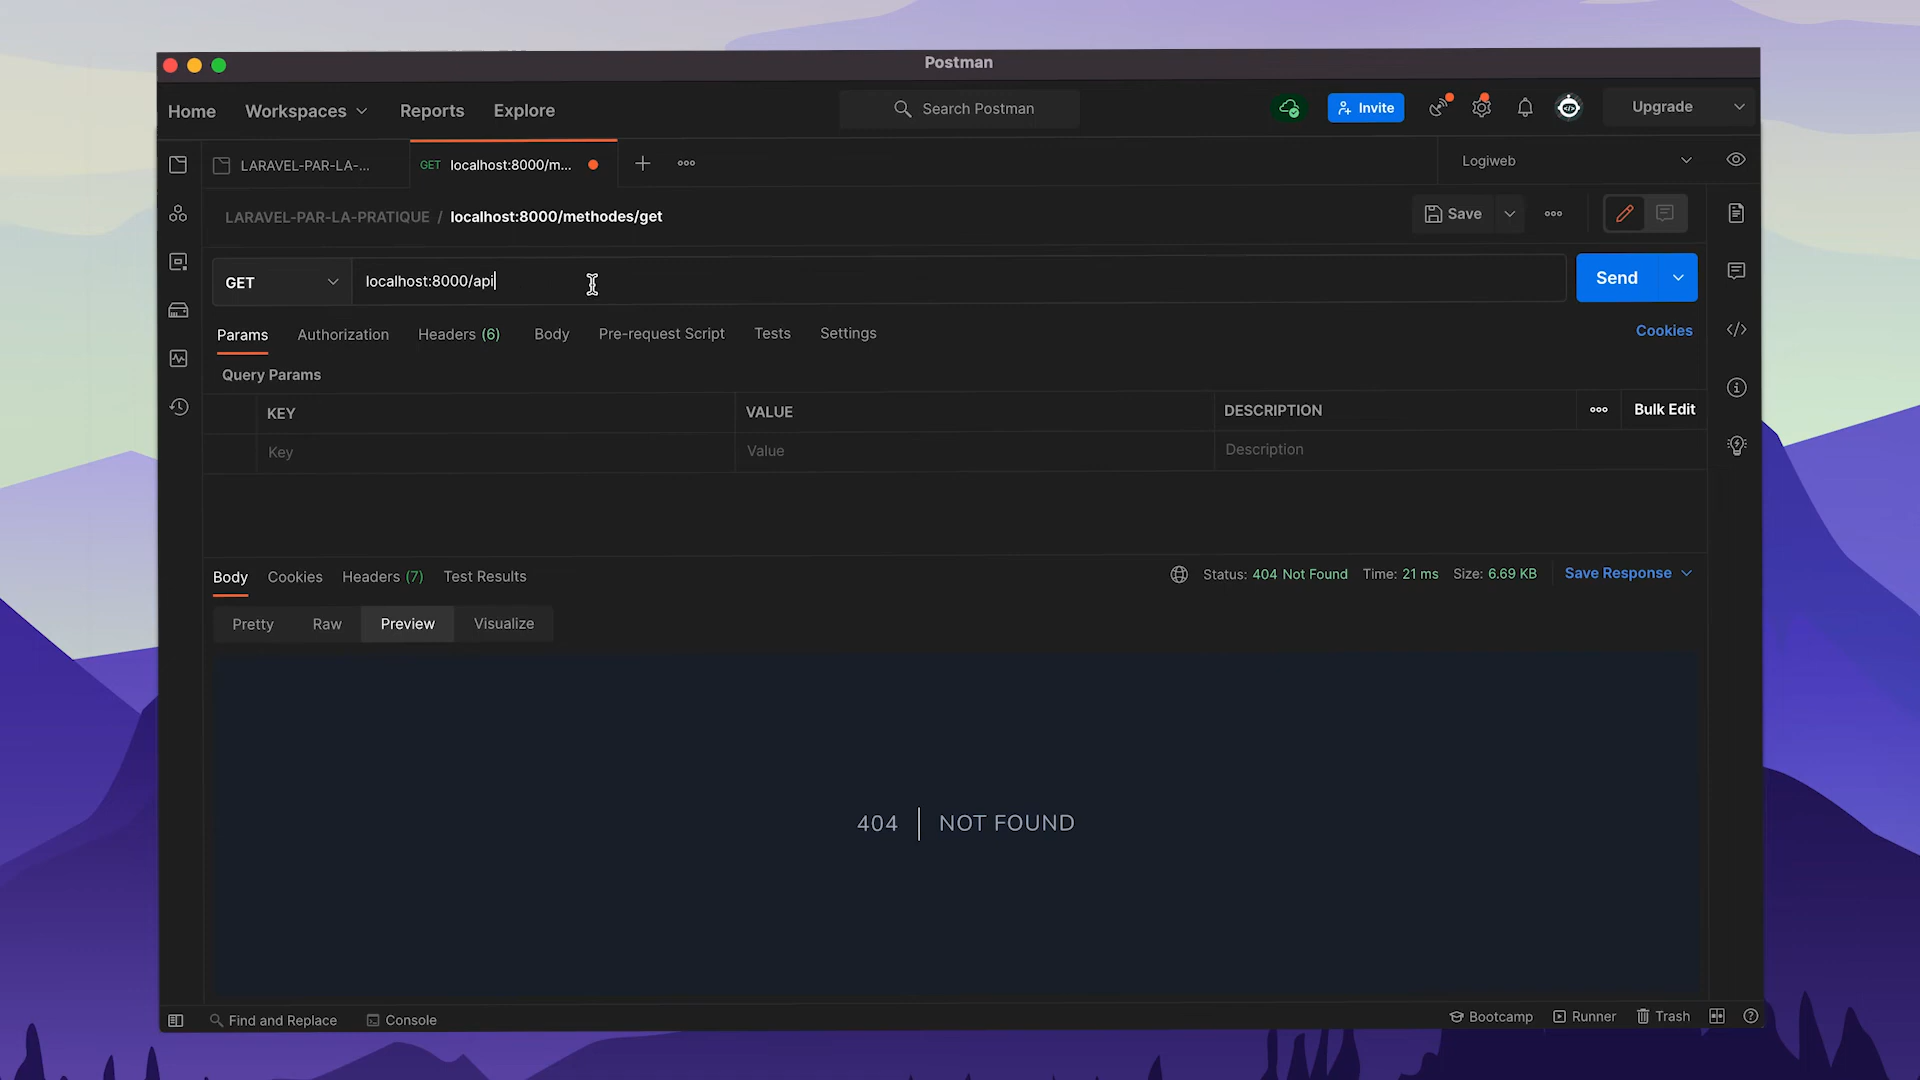 Postman
Home Workspaces Reports Explore Search Postman Invite Upgrade
LARAVEL-PAR-LA-... GET localhost:8000/m... Logiweb
LARAVEL-PAR-LA-PRATIQUE / localhost:8000/methodes/get Save
GET localhost:8000/api Send
Params Authorization Headers (6) Body Pre-request Script Tests Settings Cookies
Query Params
KEY VALUE DESCRIPTION Bulk Edit
Key Value Description
Body Cookies Headers (7) Test Results Status: 404 Not Found Time: 21 ms Size: 6.69 KB Save Response
Pretty Raw Preview Visualize
404 NOT FOUND
Find and Replace Console Bootcamp Runner Trash